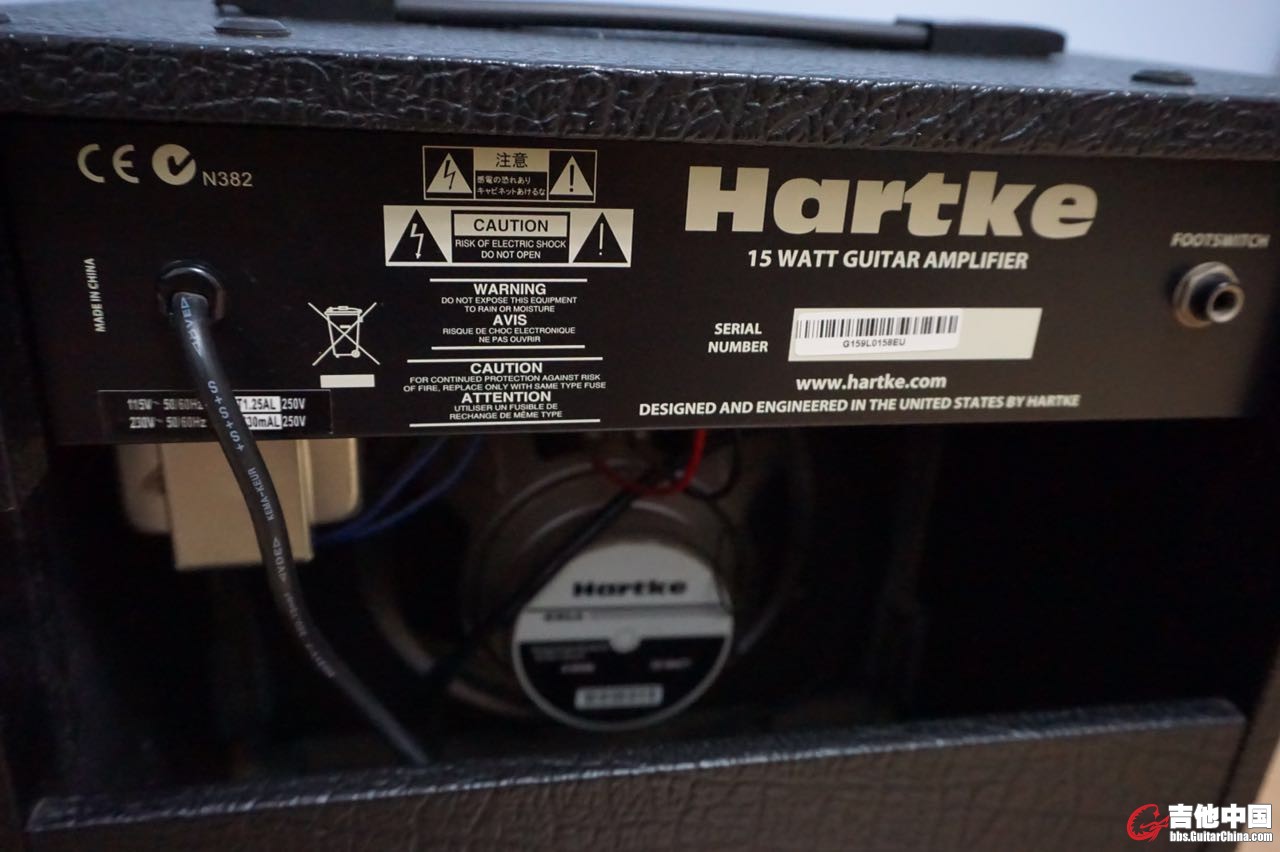 CE N382
MADE IN CHINA
注意
感電の恐れあり
キャビネットあけるな
CAUTION
RISK OF ELECTRIC SHOCK
DO NOT OPEN
WARNING
DO NOT EXPOSE THIS EQUIPMENT
TO RAIN OR MOISTURE
AVIS
RISQUE DE CHOC ELECTRONIQUE
NE PAS OUVRIR
CAUTION
FOR CONTINUED PROTECTION AGAINST RISK
OF FIRE, REPLACE ONLY WITH SAME TYPE FUSE
ATTENTION
UTILISER UN FUSIBLE DE
RECHANGE DE MÊME TYPE
115V~ 50/60Hz T1.25AL 250V
230V~ 50/60Hz 250V
Hartke
15 WATT GUITAR AMPLIFIER
SERIAL
NUMBER
G159L0158EU
www.hartke.com
DESIGNED AND ENGINEERED IN THE UNITED STATES BY HARTKE
FOOTSWITCH
S+S+S+
KEMA-KEUR
VDE
Hartke
吉他中国
bbs.GuitarChina.com